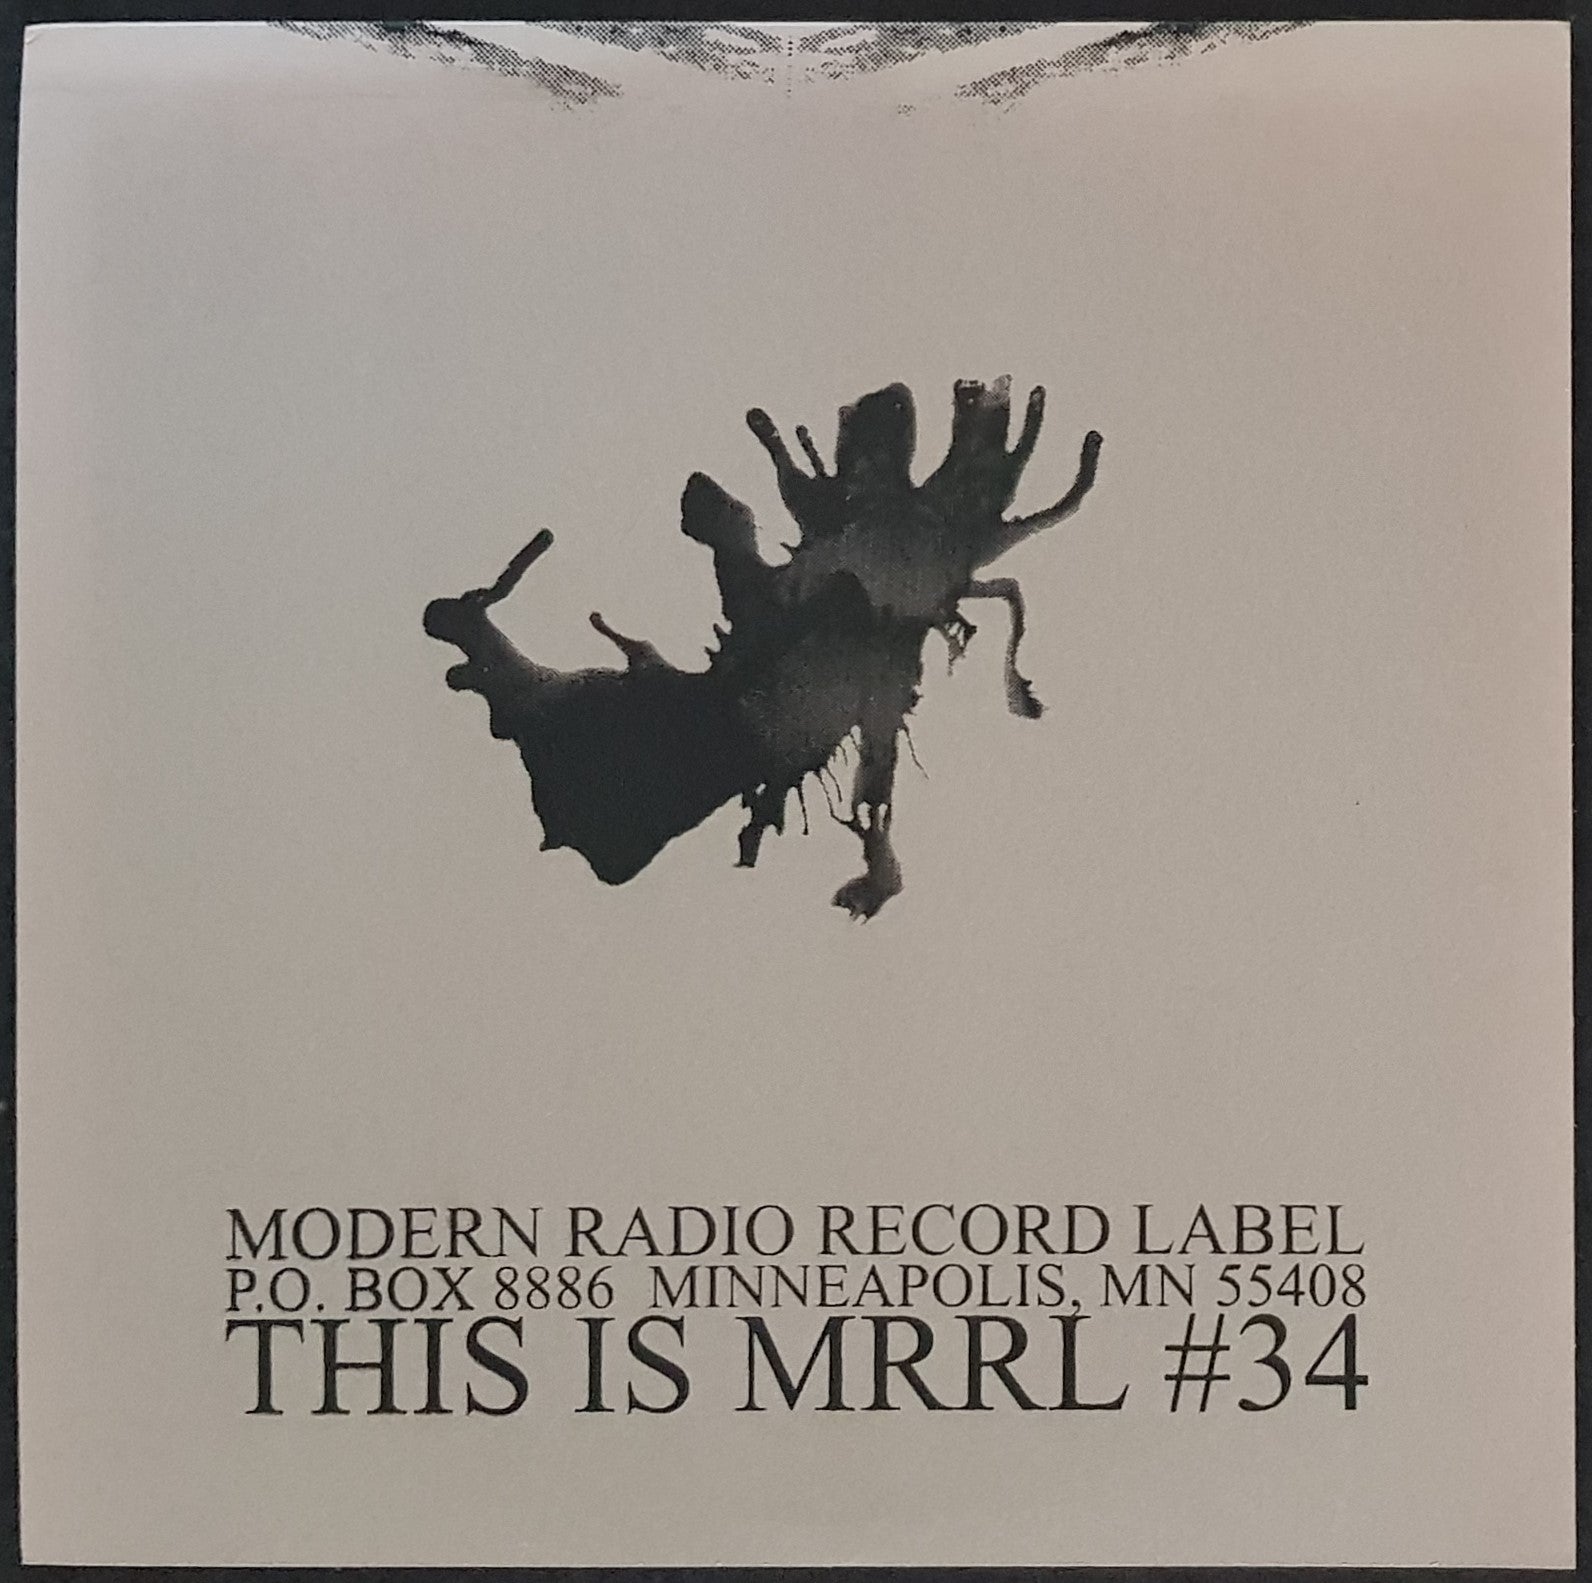 MODERN RADIO RECORD LABEL
P.O. BOX 8886 MINNEAPOLIS, MN 55408
THIS IS MRRL #34